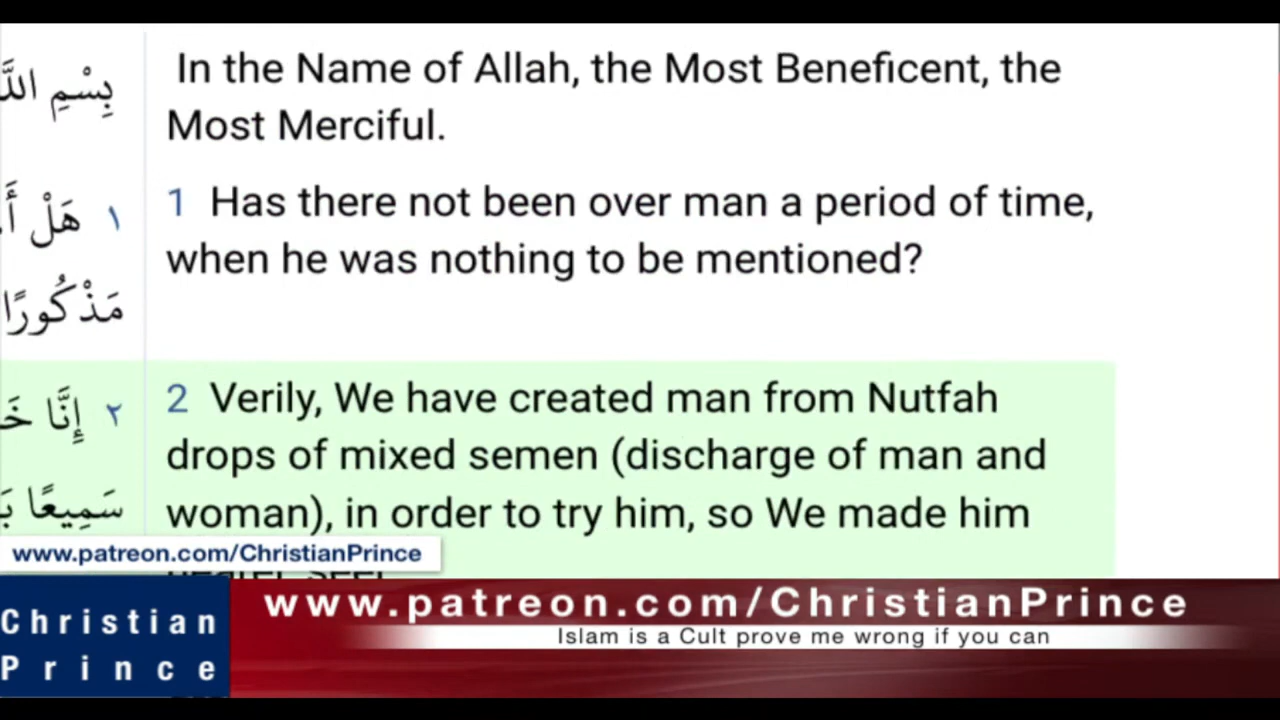 In the Name of Allah, the Most Beneficent, the
Most Merciful.
بِسْمِ
1 Has there not been over man a period of time,
when he was nothing to be mentioned?
١ هَلْ
مَذْكُورًا
2 Verily, We have created man from Nutfah
drops of mixed semen (discharge of man and
woman), in order to try him, so We made him
٢ إِنَّا
سَمِيعًا
www.patreon.com/ChristianPrince
Christian
Prince
www.patreon.com/ChristianPrince
Islam is a Cult prove me wrong if you can